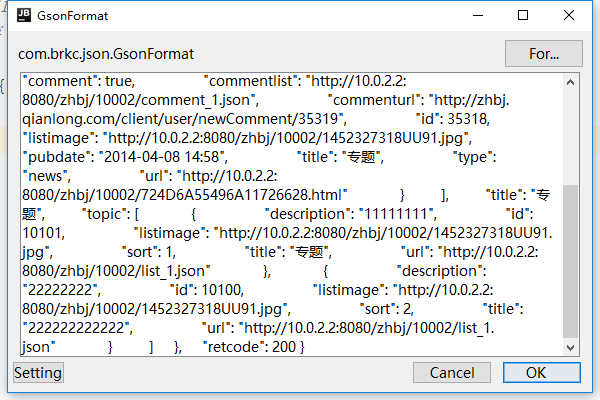 GsonFormat
com.brkc.json.GsonFormat
For...
"comment": true, "commentlist": "http://10.0.2.2:
8080/zhbj/10002/comment_1.json", "commenturl": "http://zhbj.
qianlong.com/client/user/newComment/35319", "id": 35318,
"listimage": "http://10.0.2.2:8080/zhbj/10002/1452327318UU91.jpg",
"pubdate": "2014-04-08 14:58", "title": "专题", "type":
"news", "url": "http://10.0.2.2:
8080/zhbj/10002/724D6A55496A11726628.html" } ], "title": "专
题", "topic": [ { "description": "11111111", "id":
10101, "listimage": "http://10.0.2.2:8080/zhbj/10002/1452327318UU91.
jpg", "sort": 1, "title": "专题", "url": "http://10.0.2.2:
8080/zhbj/10002/list_1.json" }, { "description":
"22222222", "id": 10100, "listimage": "http://10.0.2.2:
8080/zhbj/10002/1452327318UU91.jpg", "sort": 2, "title":
"222222222222", "url": "http://10.0.2.2:8080/zhbj/10002/list_1.
json" } ] }, "retcode": 200 }
Setting
Cancel
OK